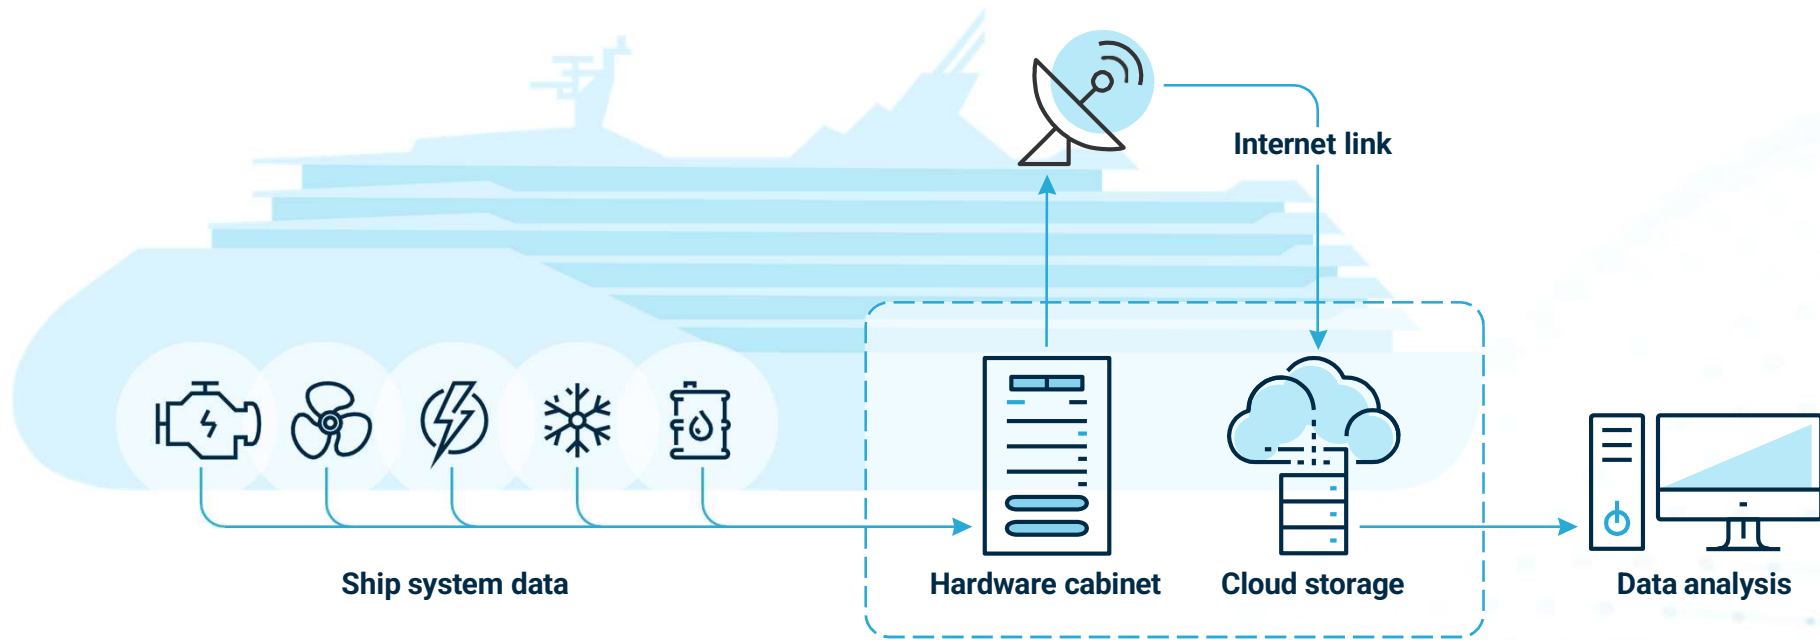 Internet link
Ship system data
Hardware cabinet
Cloud storage
Data analysis